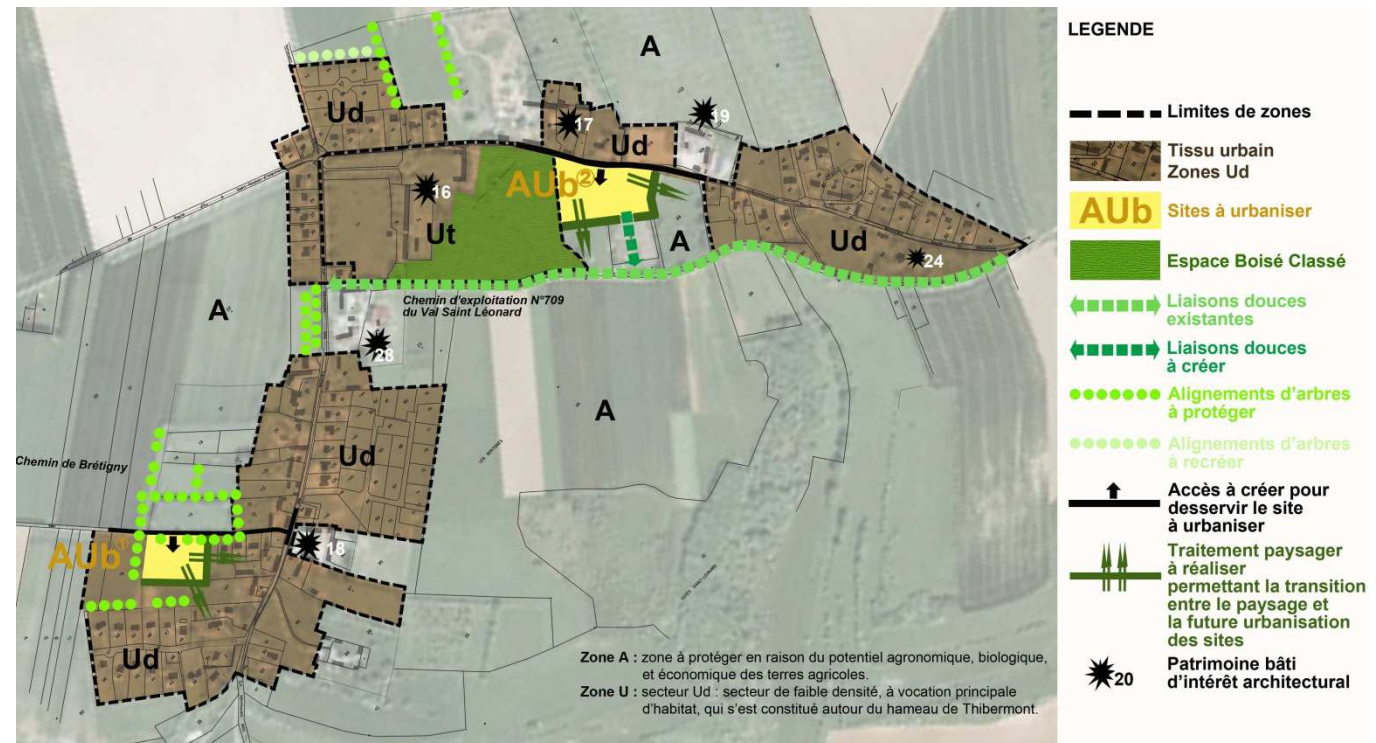 A
Ud
17
19
Ud
AUb②
16
Ut
A
Ud
24
Chemin d'exploitation N°709
du Val Saint Léonard
A
28
A
Ud
Chemin de Brétigny
AUb①
18
Ud
Zone A : zone à protéger en raison du potentiel agronomique, biologique,
et économique des terres agricoles.
Zone U : secteur Ud : secteur de faible densité, à vocation principale
d'habitat, qui s'est constitué autour du hameau de Thibermont.
LEGENDE
Limites de zones
Tissu urbain
Zones Ud
AUb Sites à urbaniser
Espace Boisé Classé
Liaisons douces
existantes
Liaisons douces
à créer
Alignements d'arbres
à protéger
Alignements d'arbres
à recréer
Accès à créer pour
desservir le site
à urbaniser
Traitement paysager
à réaliser
permettant la transition
entre le paysage et
la future urbanisation
des sites
20 Patrimoine bâti
d'intérêt architectural